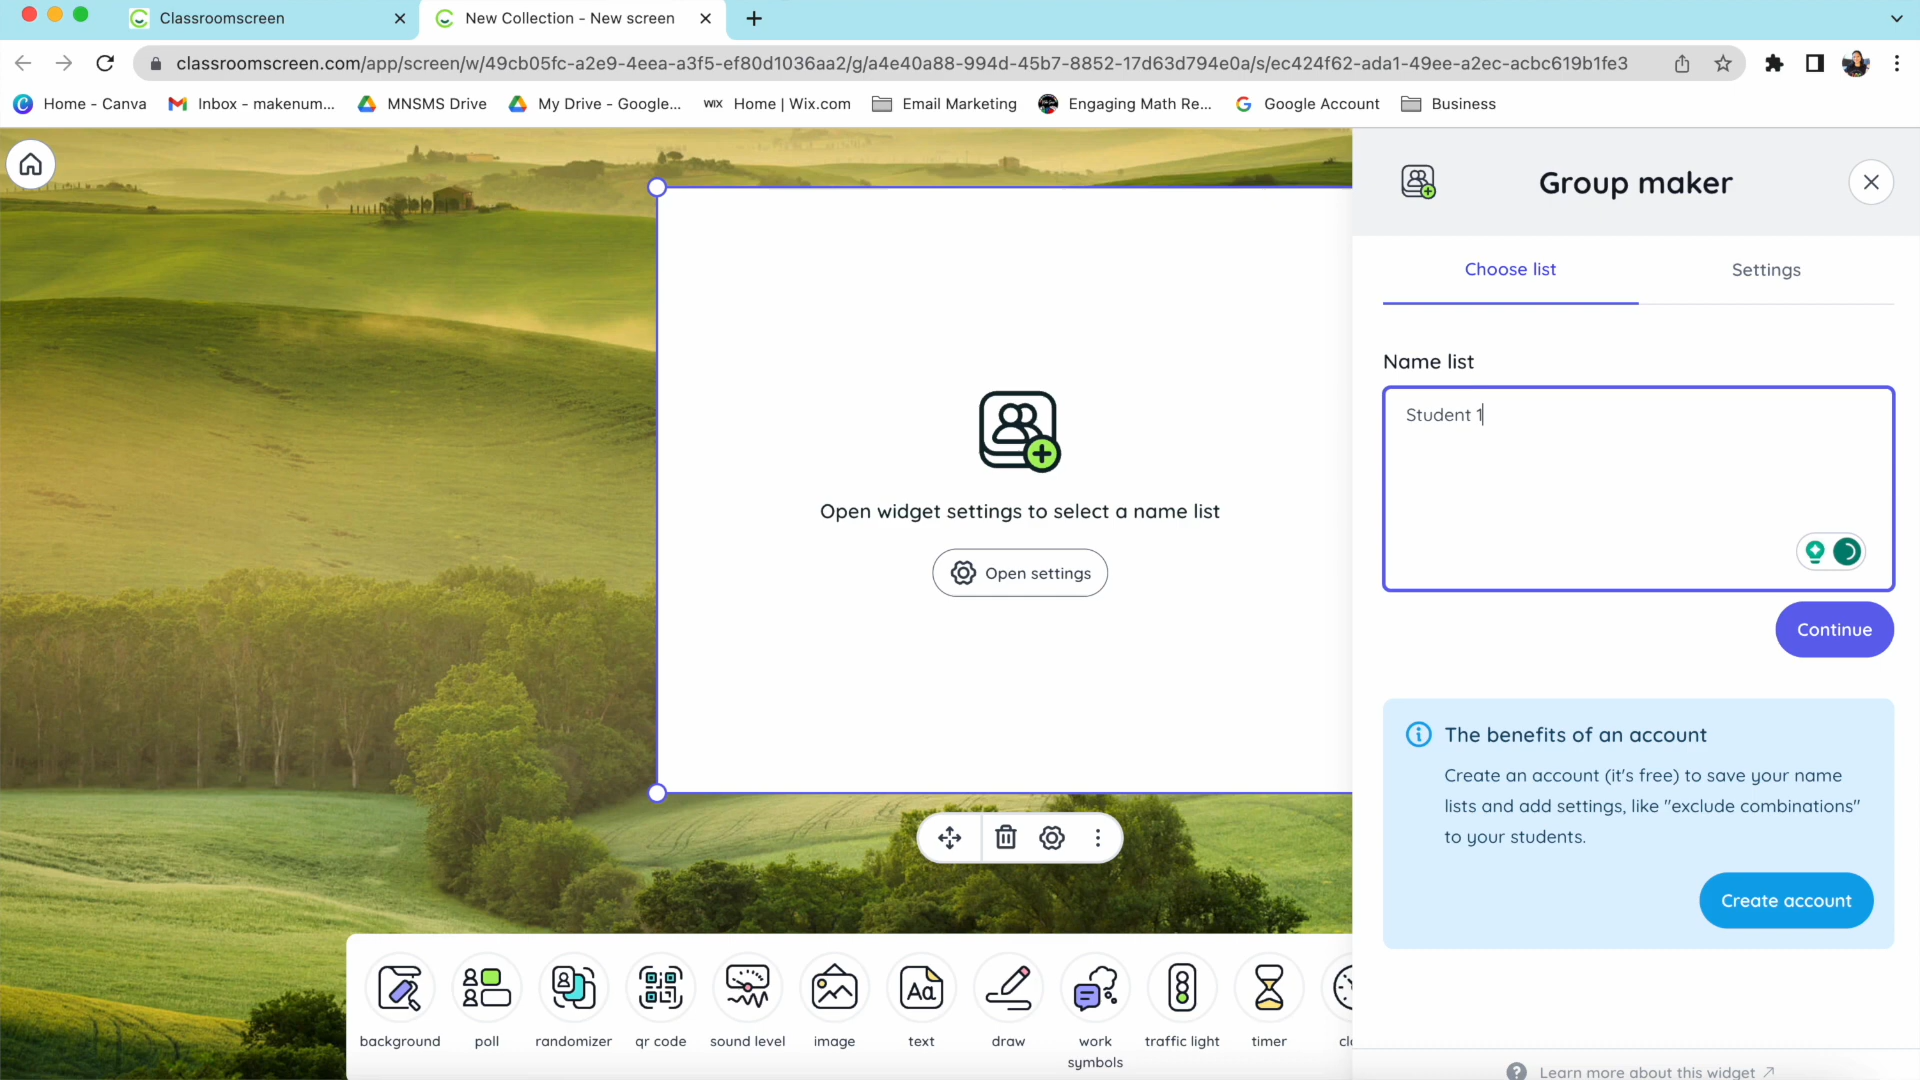 Classroomscreen
New Collection - New screen
classroomscreen.com/app/screen/w/49cb05fc-a2e9-4eea-a3f5-ef80d1036aa2/g/a4e40a88-994d-45b7-8852-17d63d794e0a/s/ec424f62-ada1-49ee-a2ec-acbc619b1fe3
Home - Canva
Inbox - makenum...
MNSMS Drive
My Drive - Google...
WIX
Home | Wix.com
Email Marketing
Engaging Math Re...
Google Account
Business
Open widget settings to select a name list
Open settings
Group maker
Choose list
Settings
Name list
Student 1
Continue
The benefits of an account
Create an account (it's free) to save your name
lists and add settings, like "exclude combinations"
to your students.
Create account
Aa
background
poll
randomizer
qr code
sound level
image
text
draw
work
symbols
traffic light
timer
Learn more about this widget